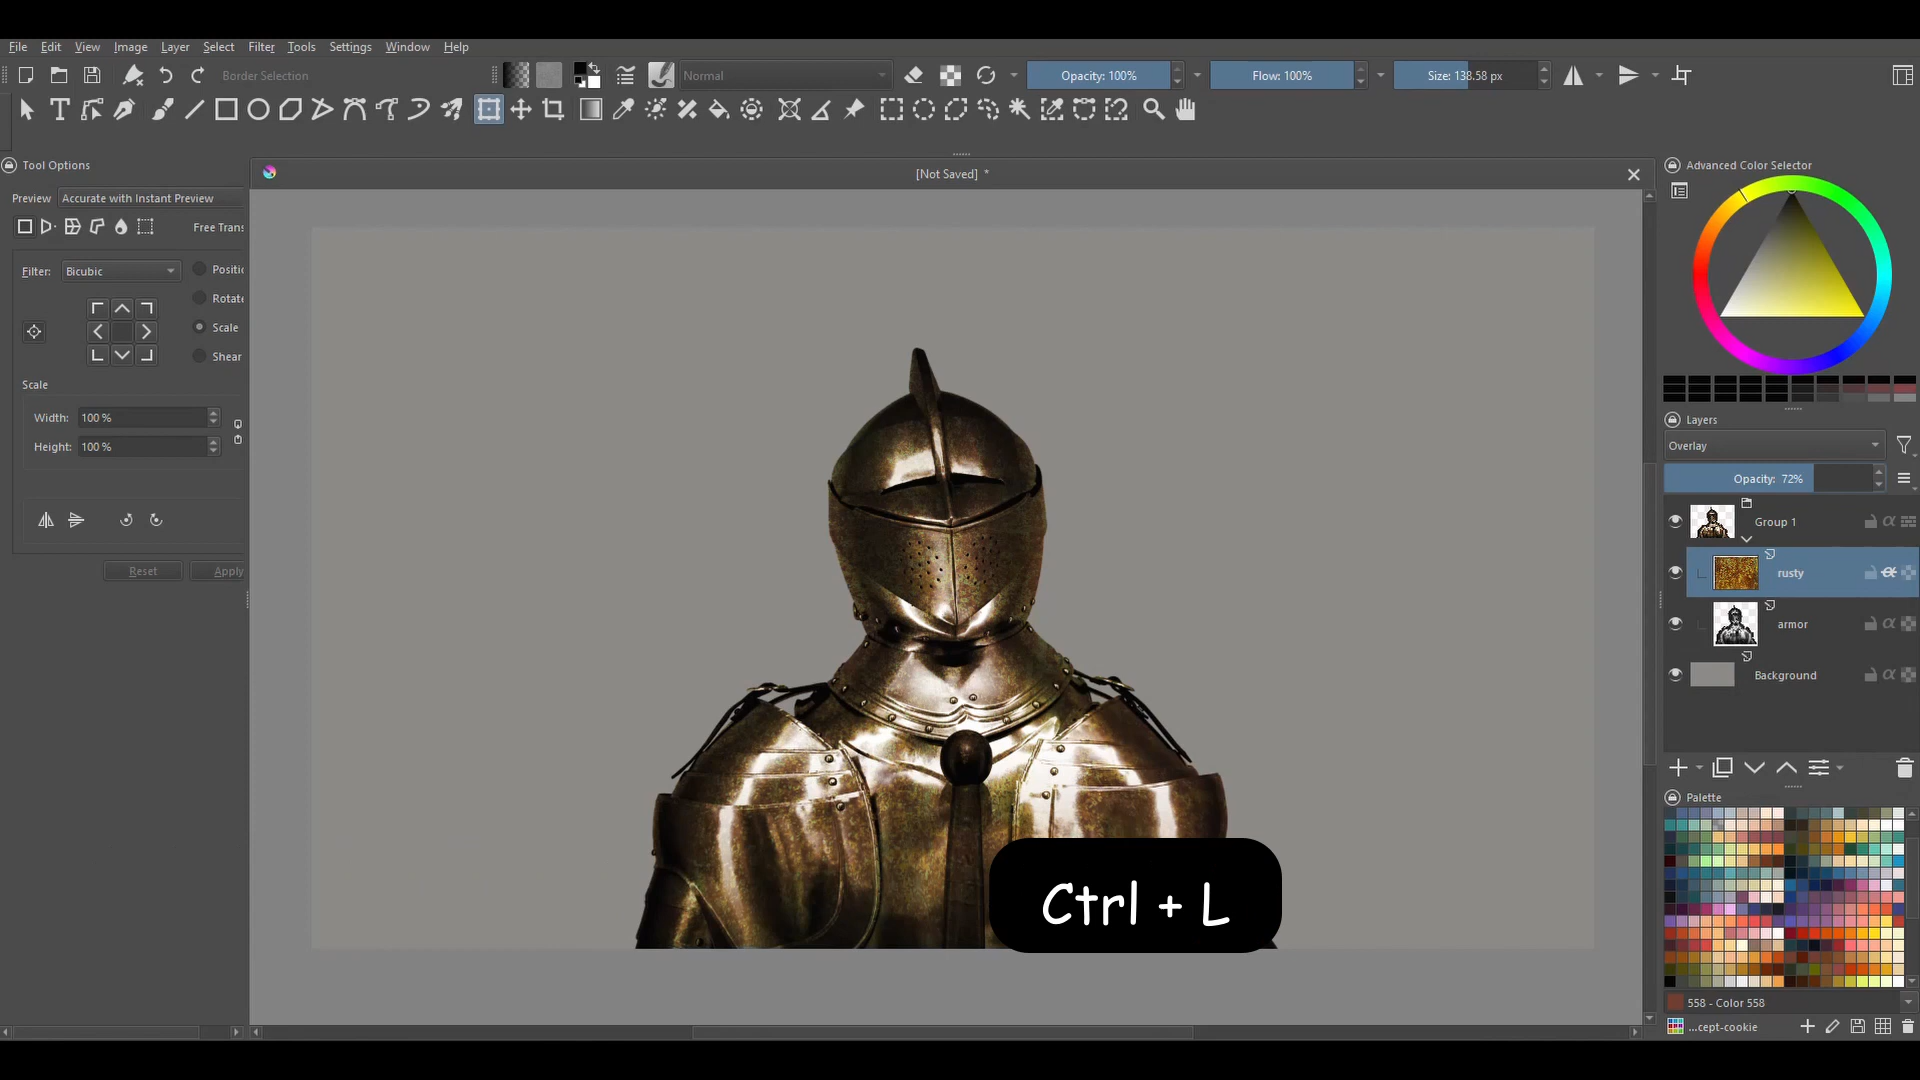 File Edit View Image Layer Select Filter Tools Settings Window Help
Border Selection
Normal
Opacity: 100%
Flow: 100%
Size: 138.58 px
Tool Options
[Not Saved] *
Advanced Color Selector
Preview Accurate with Instant Preview
Free Trans
Filter: Bicubic
Positio
Rotate
Scale
Shear
Scale
Width: 100 %
Height: 100 %
Reset
Apply
Layers
Overlay
Opacity: 72%
Group 1
rusty
armor
Background
Palette
558 - Color 558
...cept-cookie
Ctrl + L